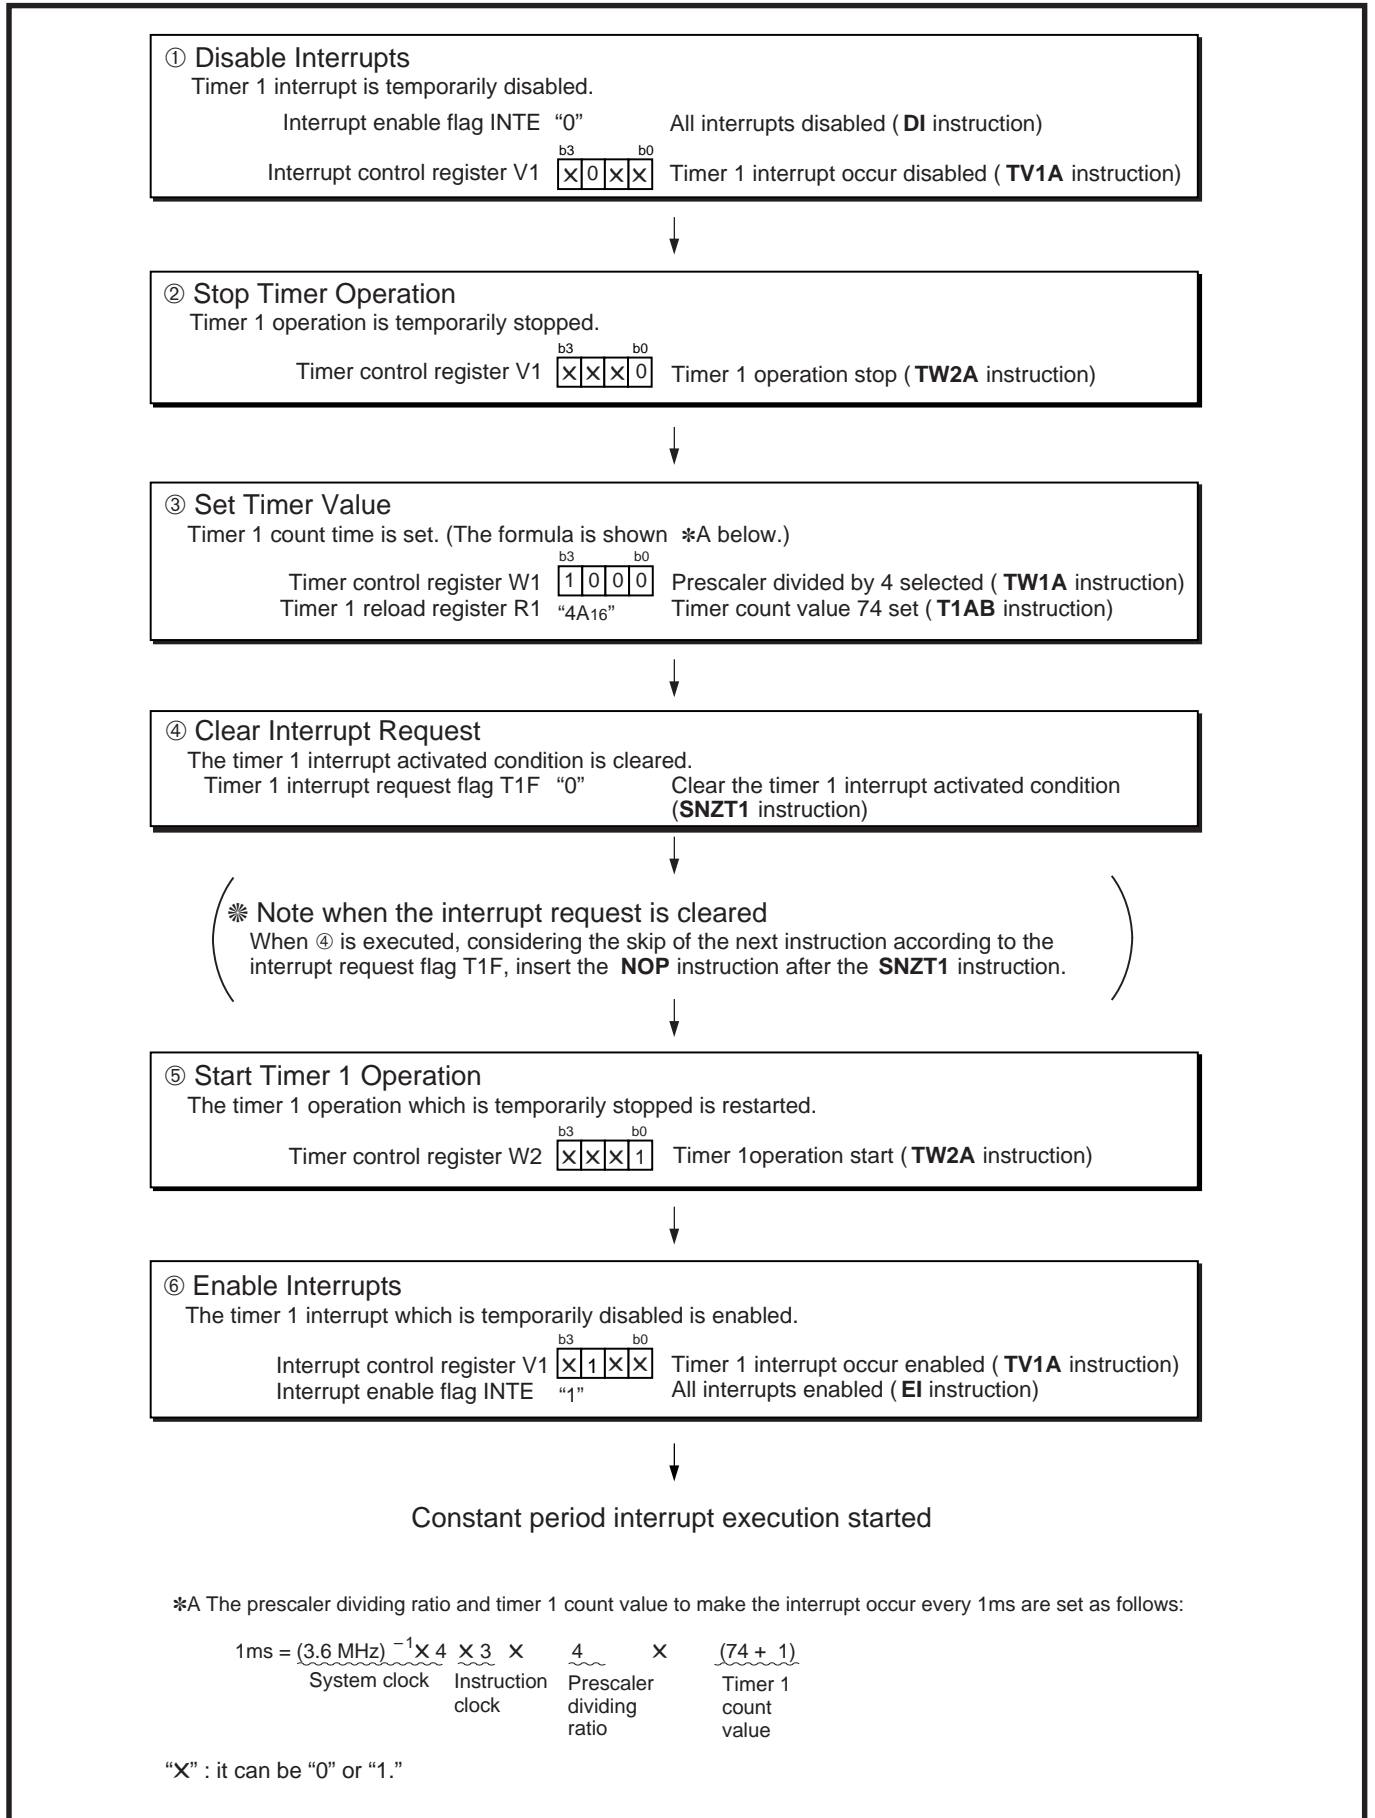 ① Disable Interrupts
Timer 1 interrupt is temporarily disabled.
Interrupt enable flag INTE “0” All interrupts disabled ( DI instruction)
b3 b0
Interrupt control register V1 ✕ 0 ✕ ✕ Timer 1 interrupt occur disabled ( TV1A instruction)
② Stop Timer Operation
Timer 1 operation is temporarily stopped.
b3 b0
Timer control register V1 ✕ ✕ ✕ 0 Timer 1 operation stop ( TW2A instruction)
③ Set Timer Value
Timer 1 count time is set. (The formula is shown ✻A below.)
b3 b0
Timer control register W1 1 0 0 0 Prescaler divided by 4 selected ( TW1A instruction)
Timer 1 reload register R1 “4A16” Timer count value 74 set ( T1AB instruction)
④ Clear Interrupt Request
The timer 1 interrupt activated condition is cleared.
Timer 1 interrupt request flag T1F “0” Clear the timer 1 interrupt activated condition
(SNZT1 instruction)
❋ Note when the interrupt request is cleared
When ④ is executed, considering the skip of the next instruction according to the
interrupt request flag T1F, insert the NOP instruction after the SNZT1 instruction.
⑤ Start Timer 1 Operation
The timer 1 operation which is temporarily stopped is restarted.
b3 b0
Timer control register W2 ✕ ✕ ✕ 1 Timer 1operation start ( TW2A instruction)
⑥ Enable Interrupts
The timer 1 interrupt which is temporarily disabled is enabled.
b3 b0
Interrupt control register V1 ✕ 1 ✕ ✕ Timer 1 interrupt occur enabled ( TV1A instruction)
Interrupt enable flag INTE “1” All interrupts enabled ( EI instruction)
Constant period interrupt execution started
✻A The prescaler dividing ratio and timer 1 count value to make the interrupt occur every 1ms are set as follows:
1ms = (3.6 MHz) –1 ✕ 4 ✕ 3 ✕ 4 ✕ (74 + 1)
System clock Instruction Prescaler Timer 1
clock dividing count
ratio value
“✕” : it can be “0” or “1.”